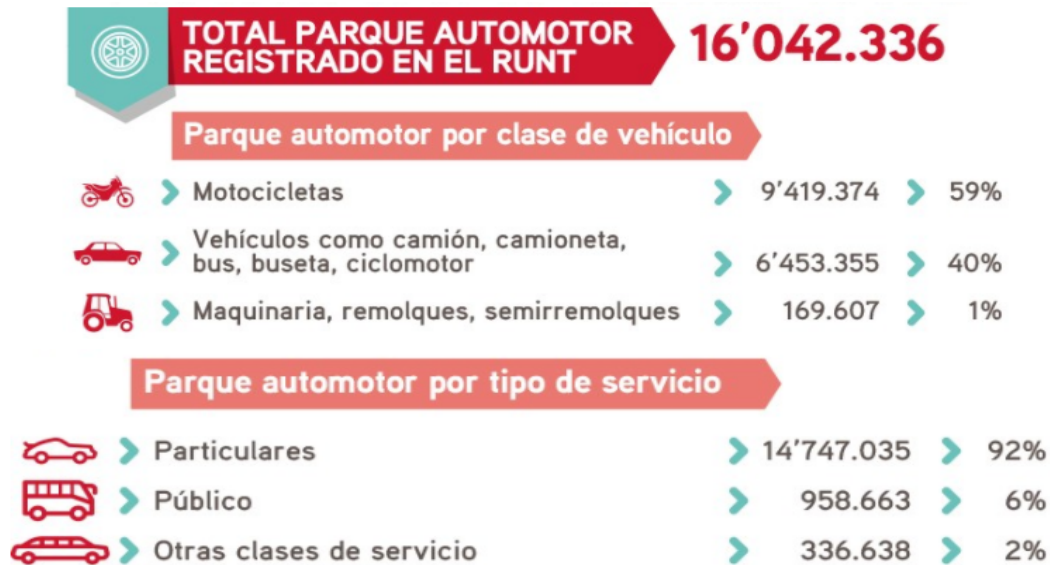 TOTAL PARQUE AUTOMOTOR
REGISTRADO EN EL RUNT
16’042.336
Parque automotor por clase de vehículo
Motocicletas 9’419.374 59%
Vehículos como camión, camioneta,
bus, buseta, ciclomotor 6’453.355 40%
Maquinaria, remolques, semirremolques 169.607 1%
Parque automotor por tipo de servicio
Particulares 14’747.035 92%
Público 958.663 6%
Otras clases de servicio 336.638 2%